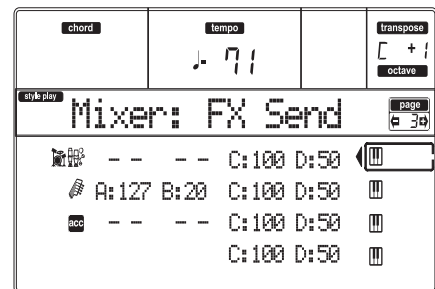 chord tempo transpose
♩= 71 C +1
octave
style play Mixer: FX Send page
3
-- -- C:100 D:50
A:127 B:20 C:100 D:50
acc -- -- C:100 D:50
C:100 D:50